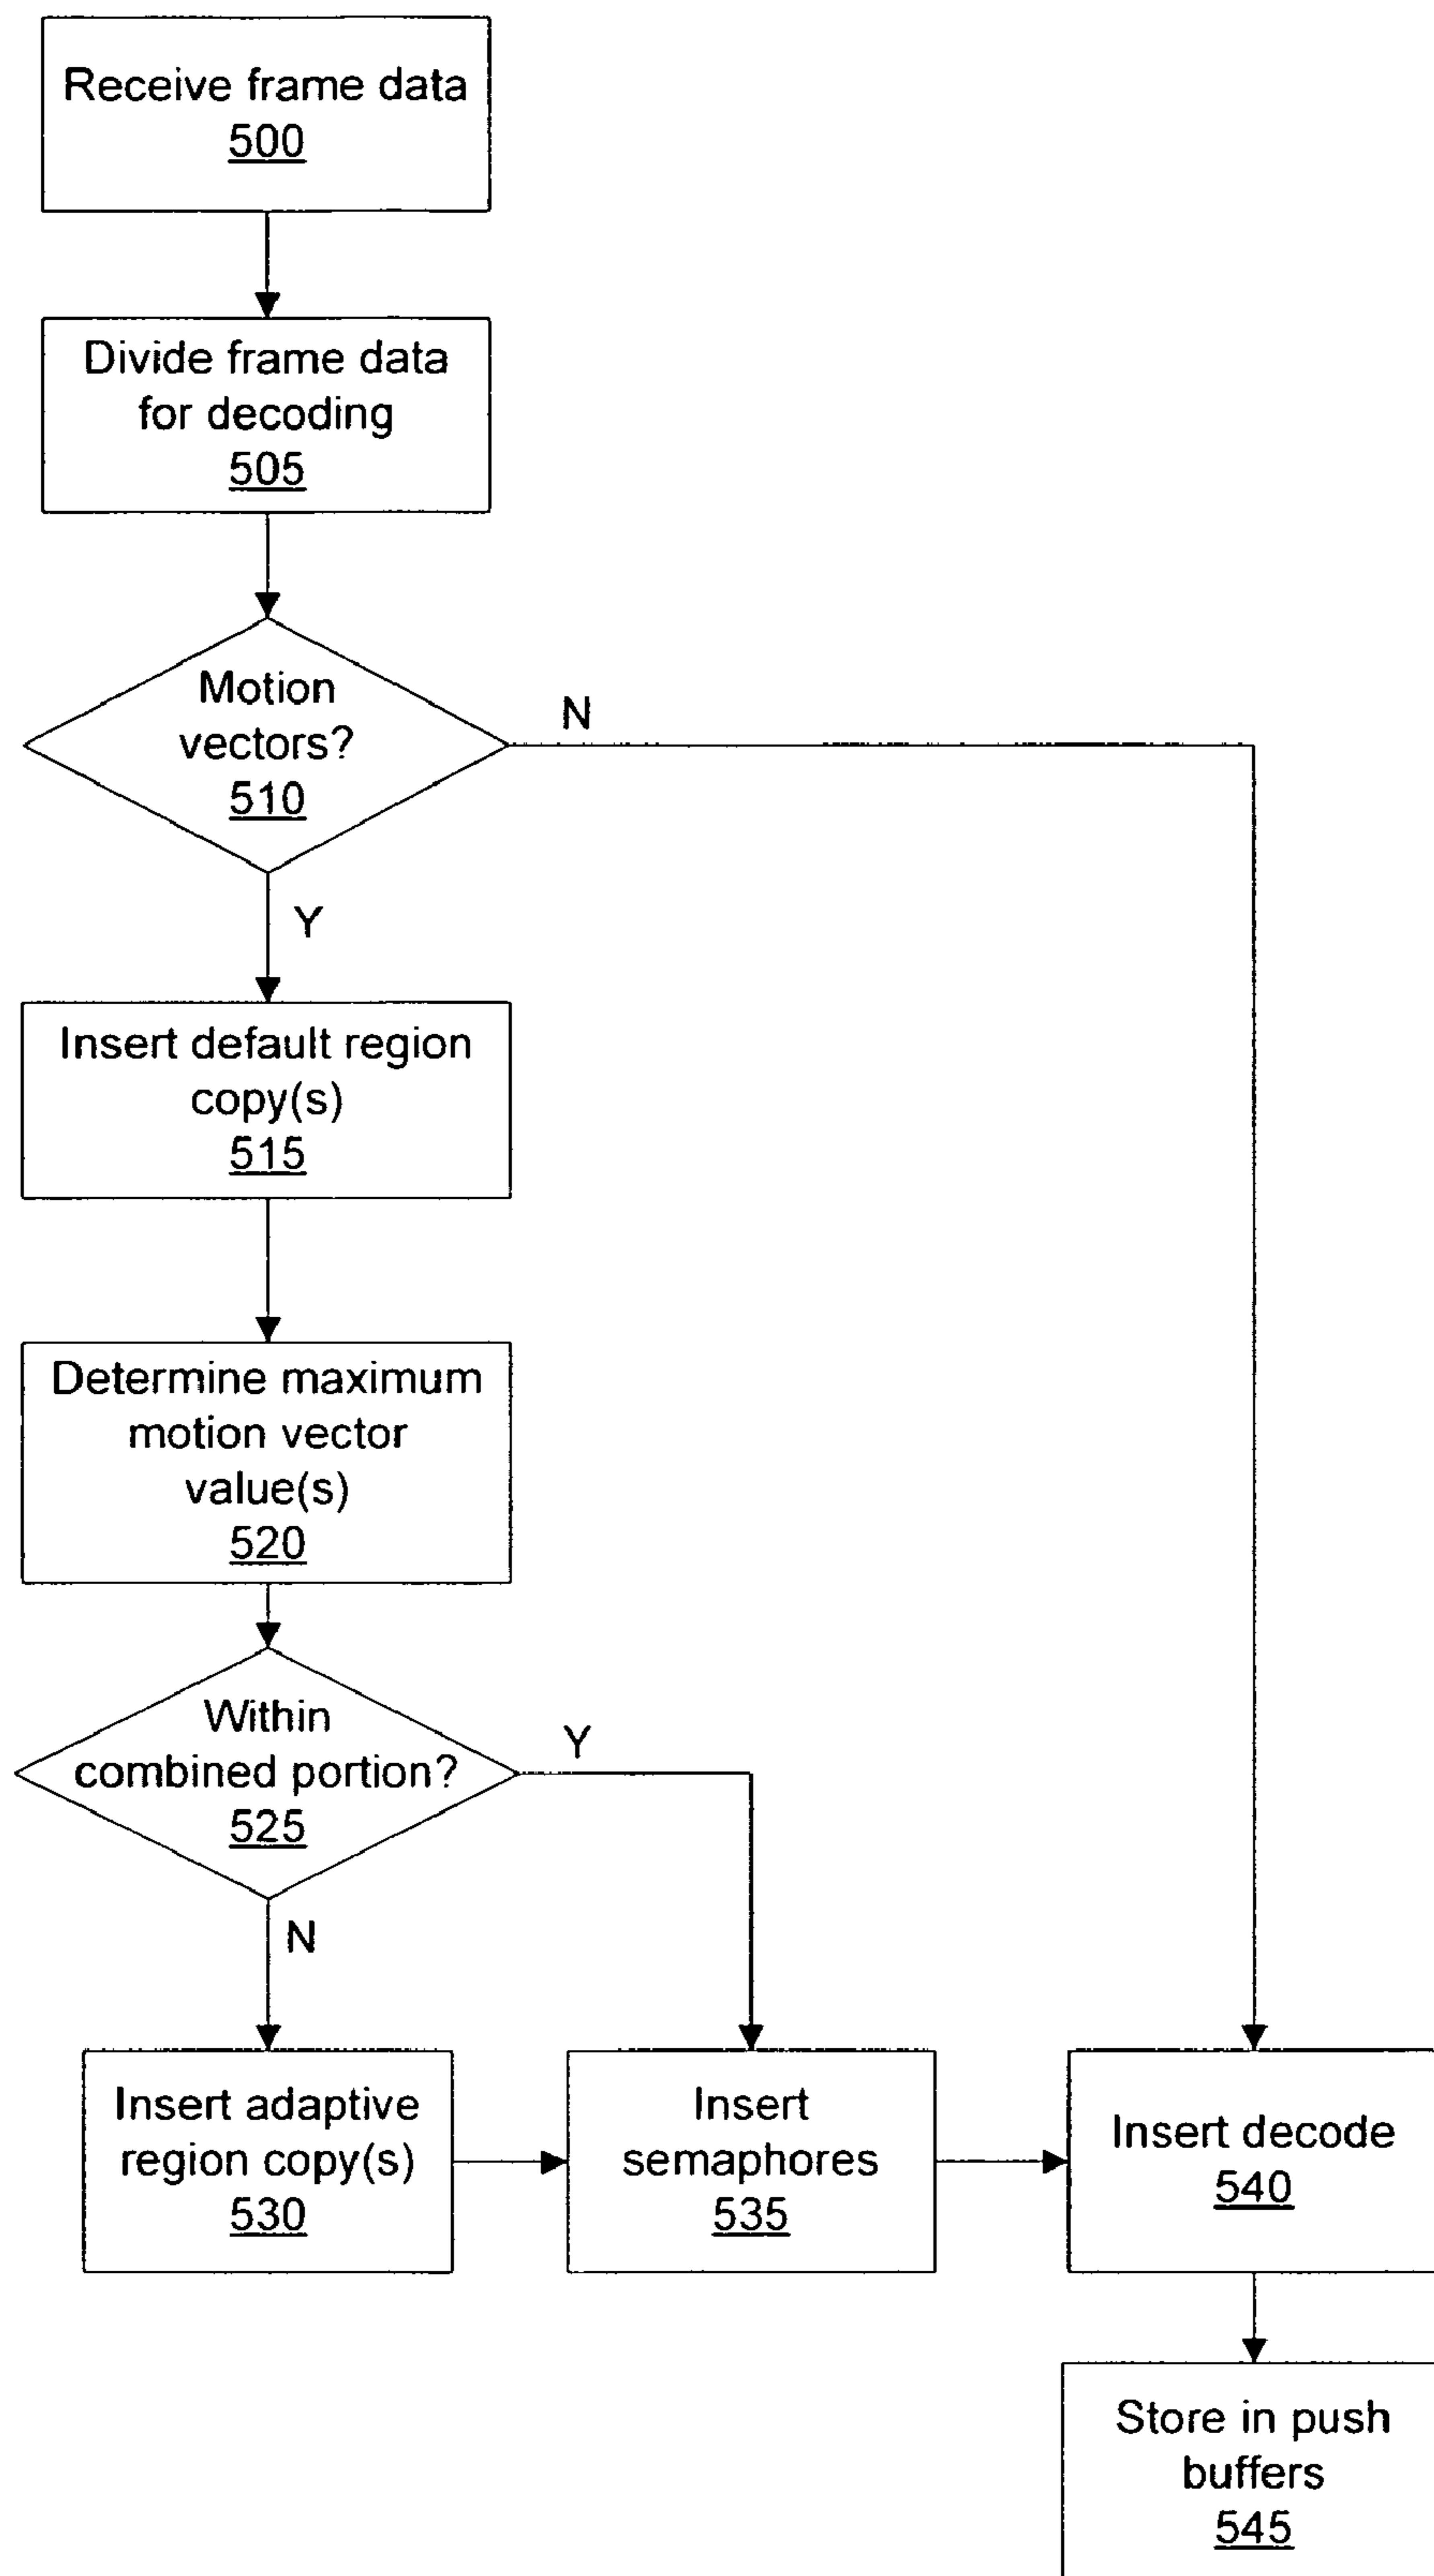 Receive frame data
500
Divide frame data
for decoding
505
Motion
vectors?
510
N
Y
Insert default region
copy(s)
515
Determine maximum
motion vector
value(s)
520
Within
combined portion?
525
Y
N
Insert adaptive
region copy(s)
530
Insert
semaphores
535
Insert decode
540
Store in push
buffers
545